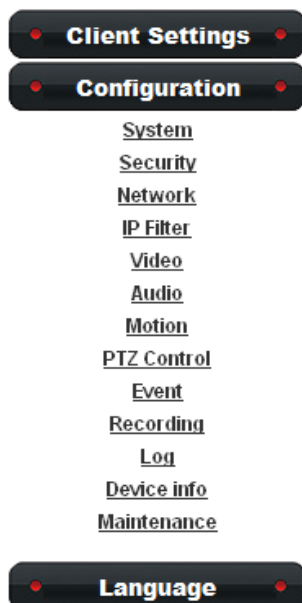 Client Settings
Configuration
System
Security
Network
IP Filter
Video
Audio
Motion
PTZ Control
Event
Recording
Log
Device info
Maintenance
Language